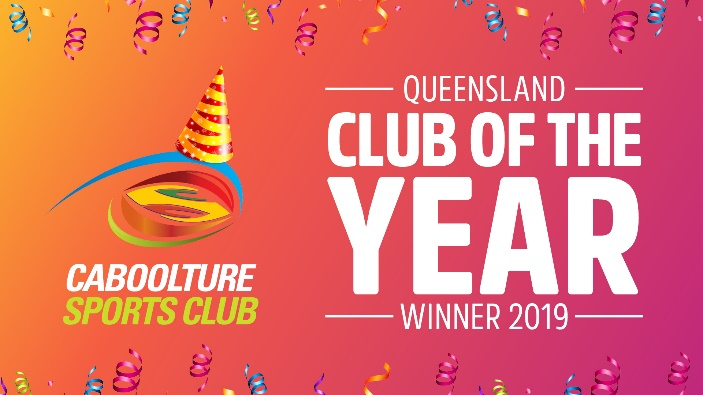 CABOOLTURE
SPORTS CLUB
QUEENSLAND
CLUB OF THE
YEAR
WINNER 2019